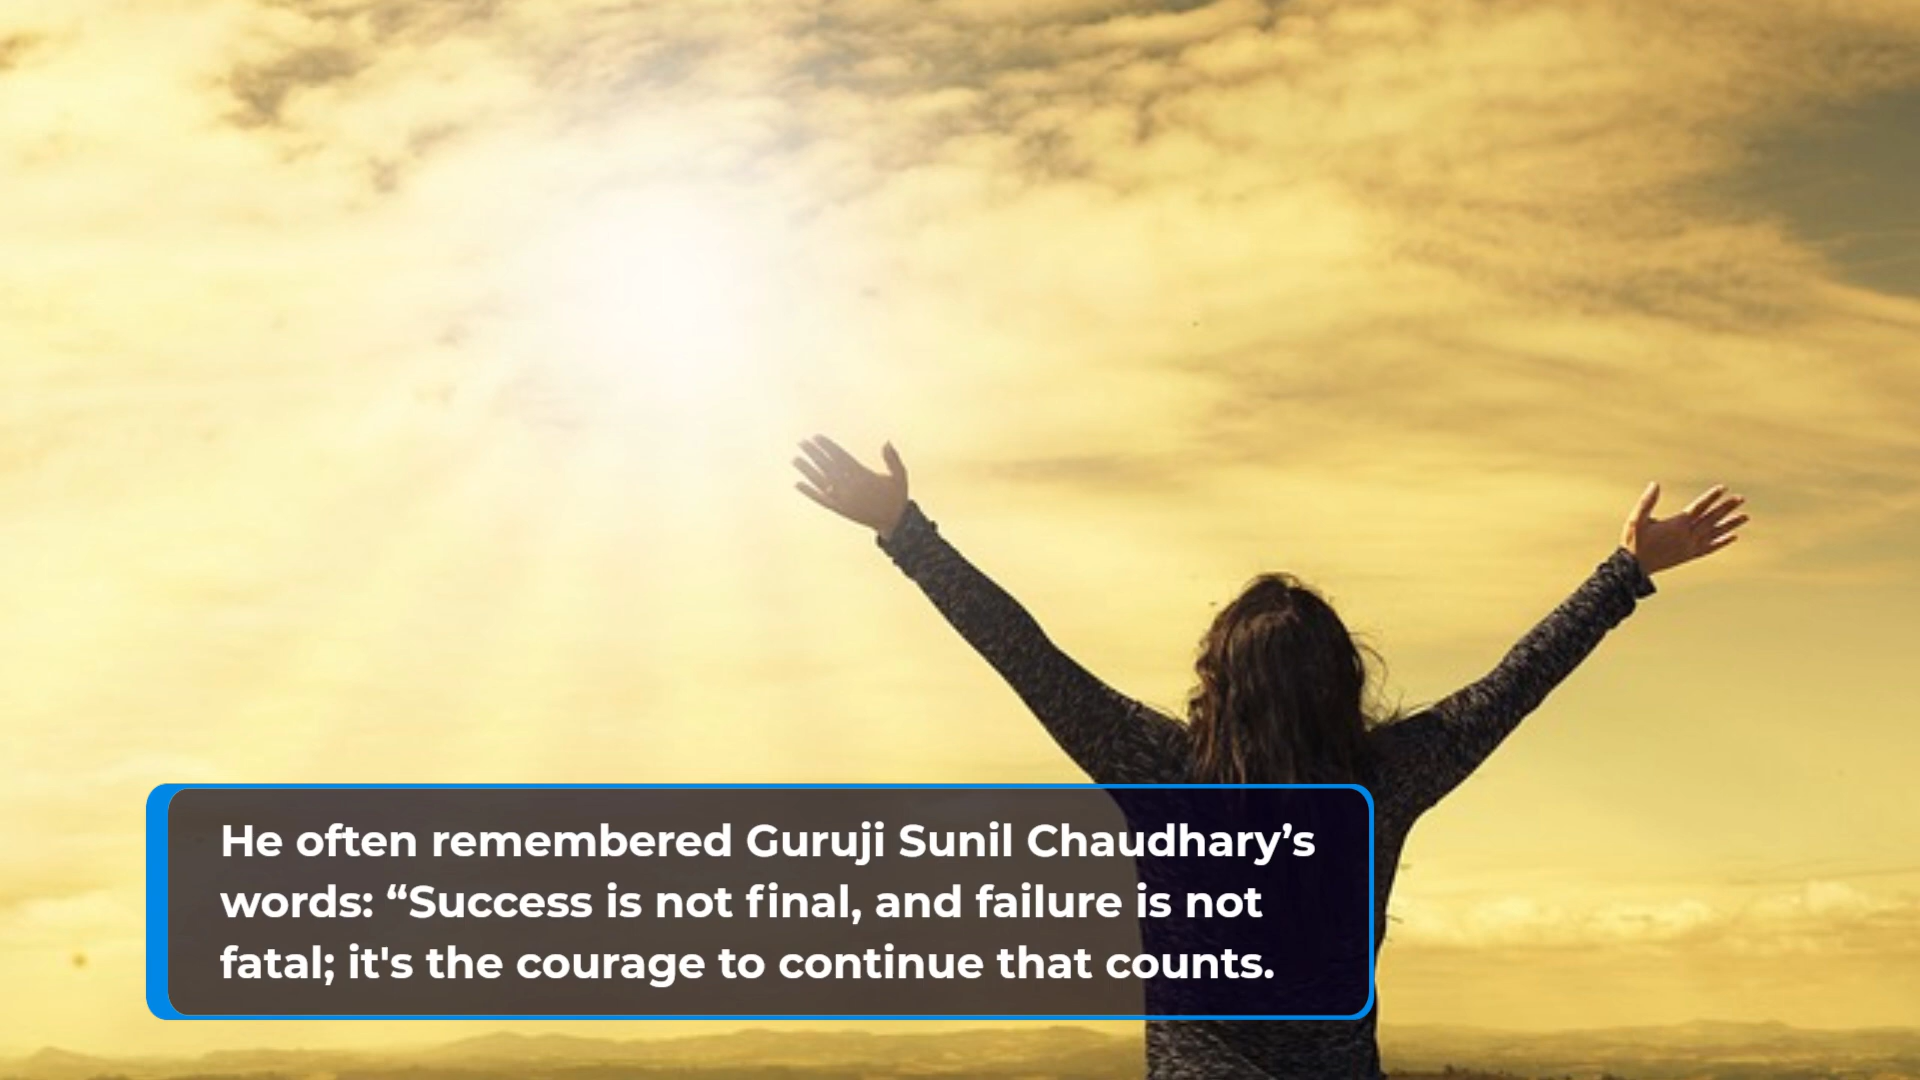 He often remembered Guruji Sunil Chaudhary’s
words: “Success is not final, and failure is not
fatal; it's the courage to continue that counts.